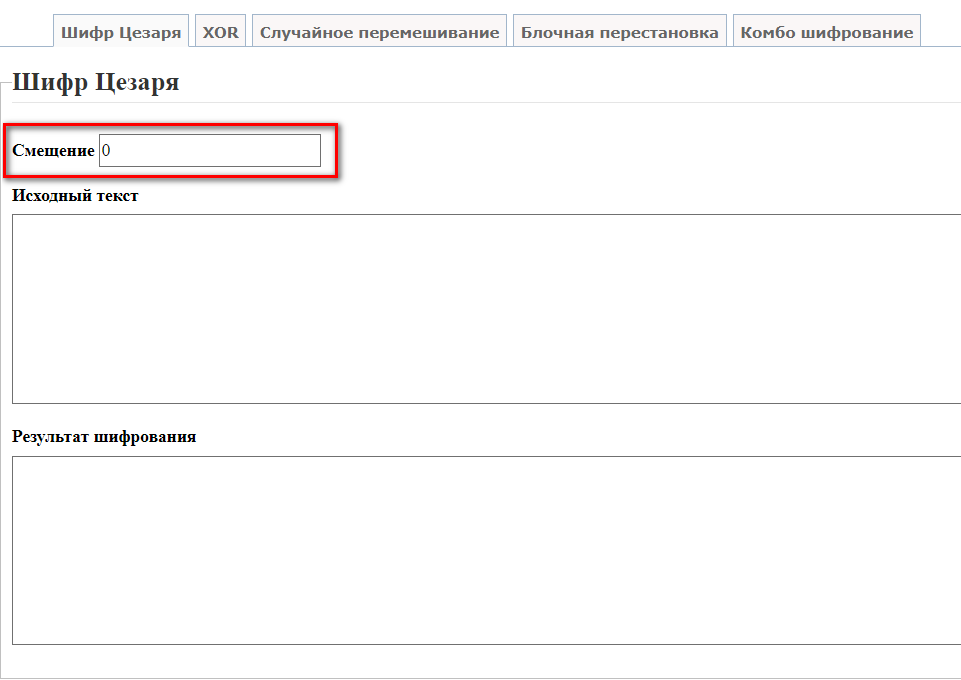 Шифр Цезаря XOR Случайное перемешивание Блочная перестановка Комбо шифрование
Шифр Цезаря
Смещение 0
Исходный текст
Результат шифрования